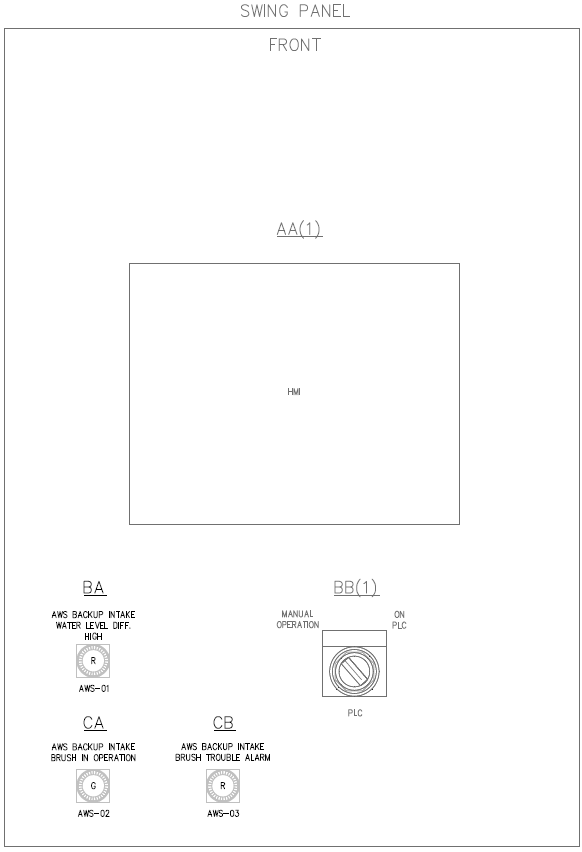 SWING PANEL
FRONT
AA(1)
HMI
BA
AWS BACKUP INTAKE
WATER LEVEL DIFF.
HIGH
R
AWS-01
BB(1)
MANUAL
OPERATION
ON
PLC
PLC
CA
AWS BACKUP INTAKE
BRUSH IN OPERATION
G
AWS-02
CB
AWS BACKUP INTAKE
BRUSH TROUBLE ALARM
R
AWS-03